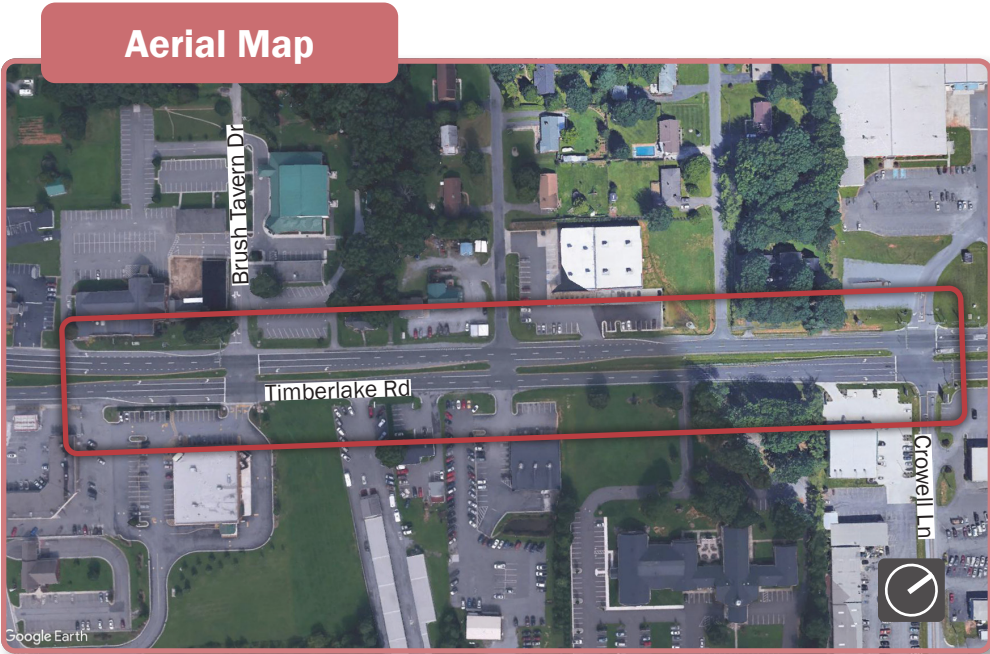 Aerial Map
Brush Tavern Dr
Timberlake Rd
Crowell Ln
Google Earth